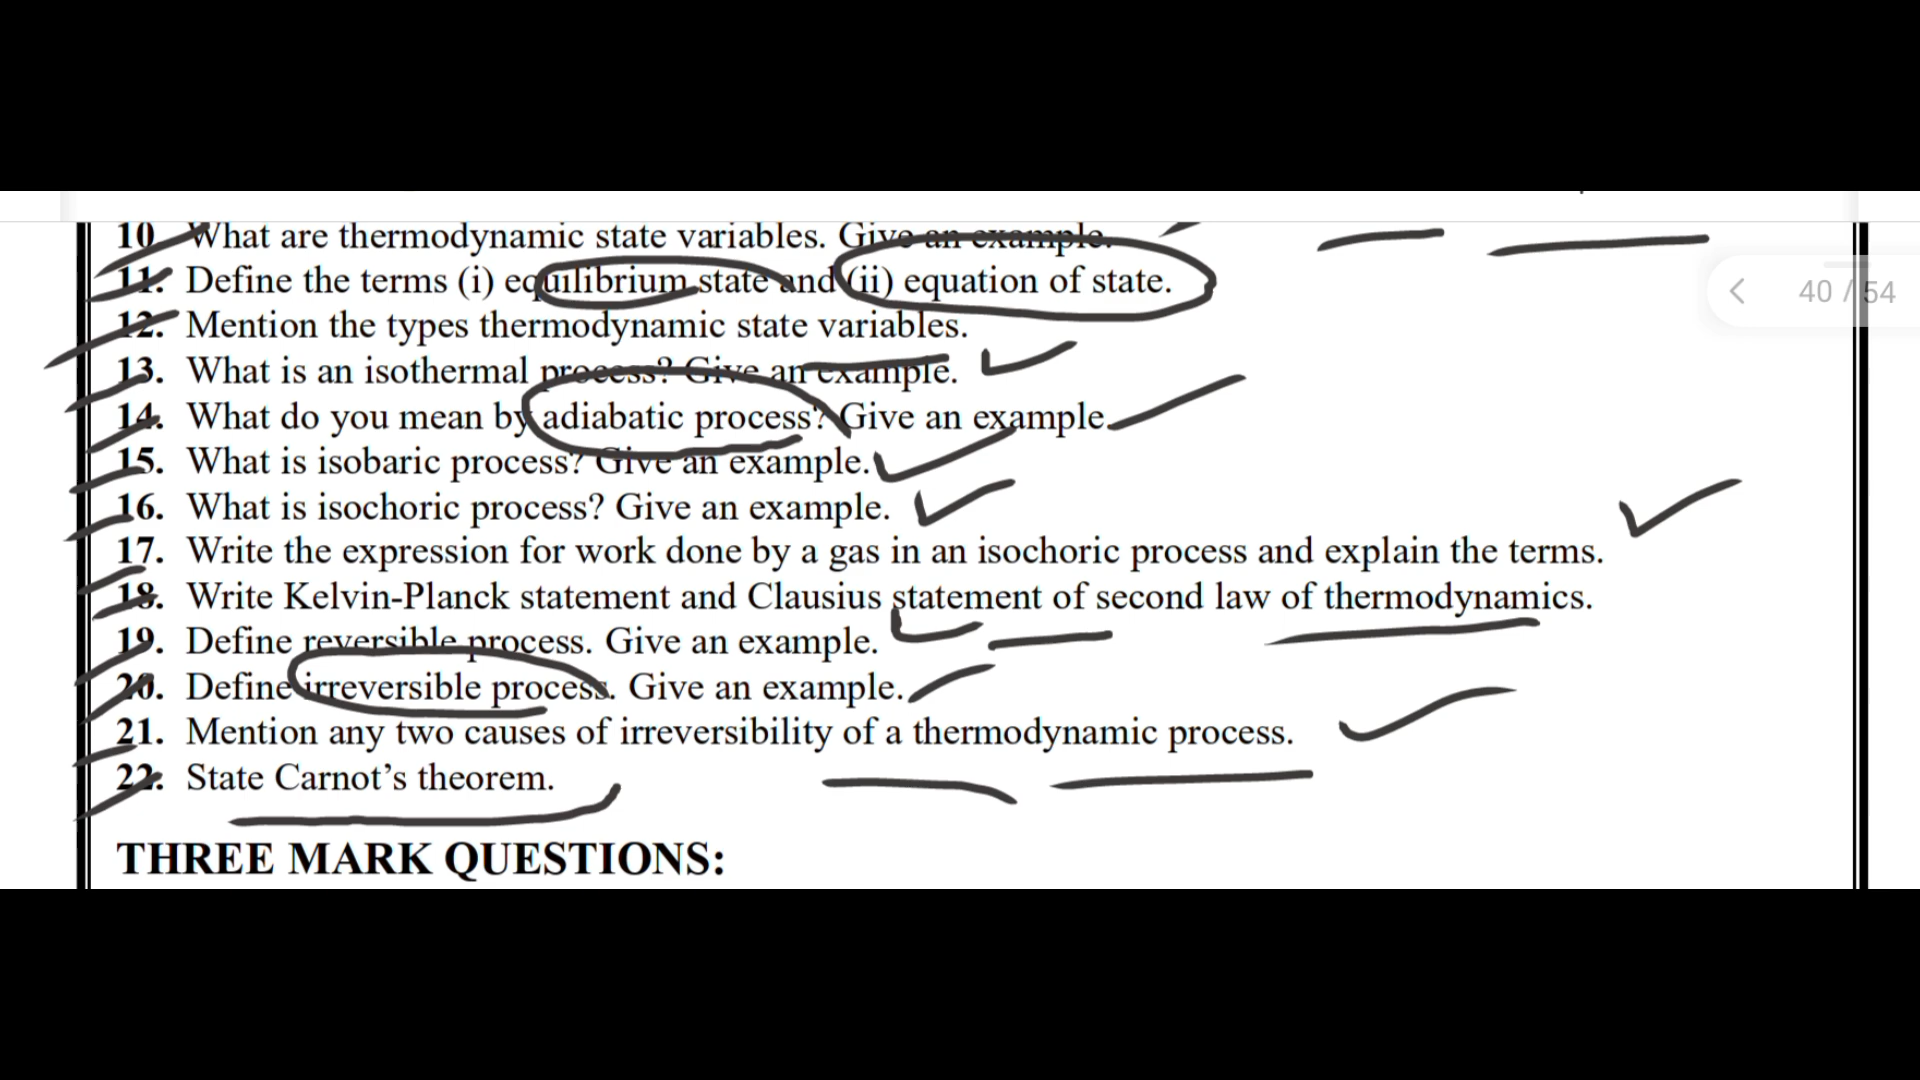 10. What are thermodynamic state variables. Give an example.
11. Define the terms (i) equilibrium state and (ii) equation of state.
12. Mention the types thermodynamic state variables.
13. What is an isothermal process? Give an example.
14. What do you mean by adiabatic process? Give an example.
15. What is isobaric process? Give an example.
16. What is isochoric process? Give an example.
17. Write the expression for work done by a gas in an isochoric process and explain the terms.
18. Write Kelvin-Planck statement and Clausius statement of second law of thermodynamics.
19. Define reversible process. Give an example.
20. Define irreversible process. Give an example.
21. Mention any two causes of irreversibility of a thermodynamic process.
22. State Carnot’s theorem.
THREE MARK QUESTIONS:
40 / 54